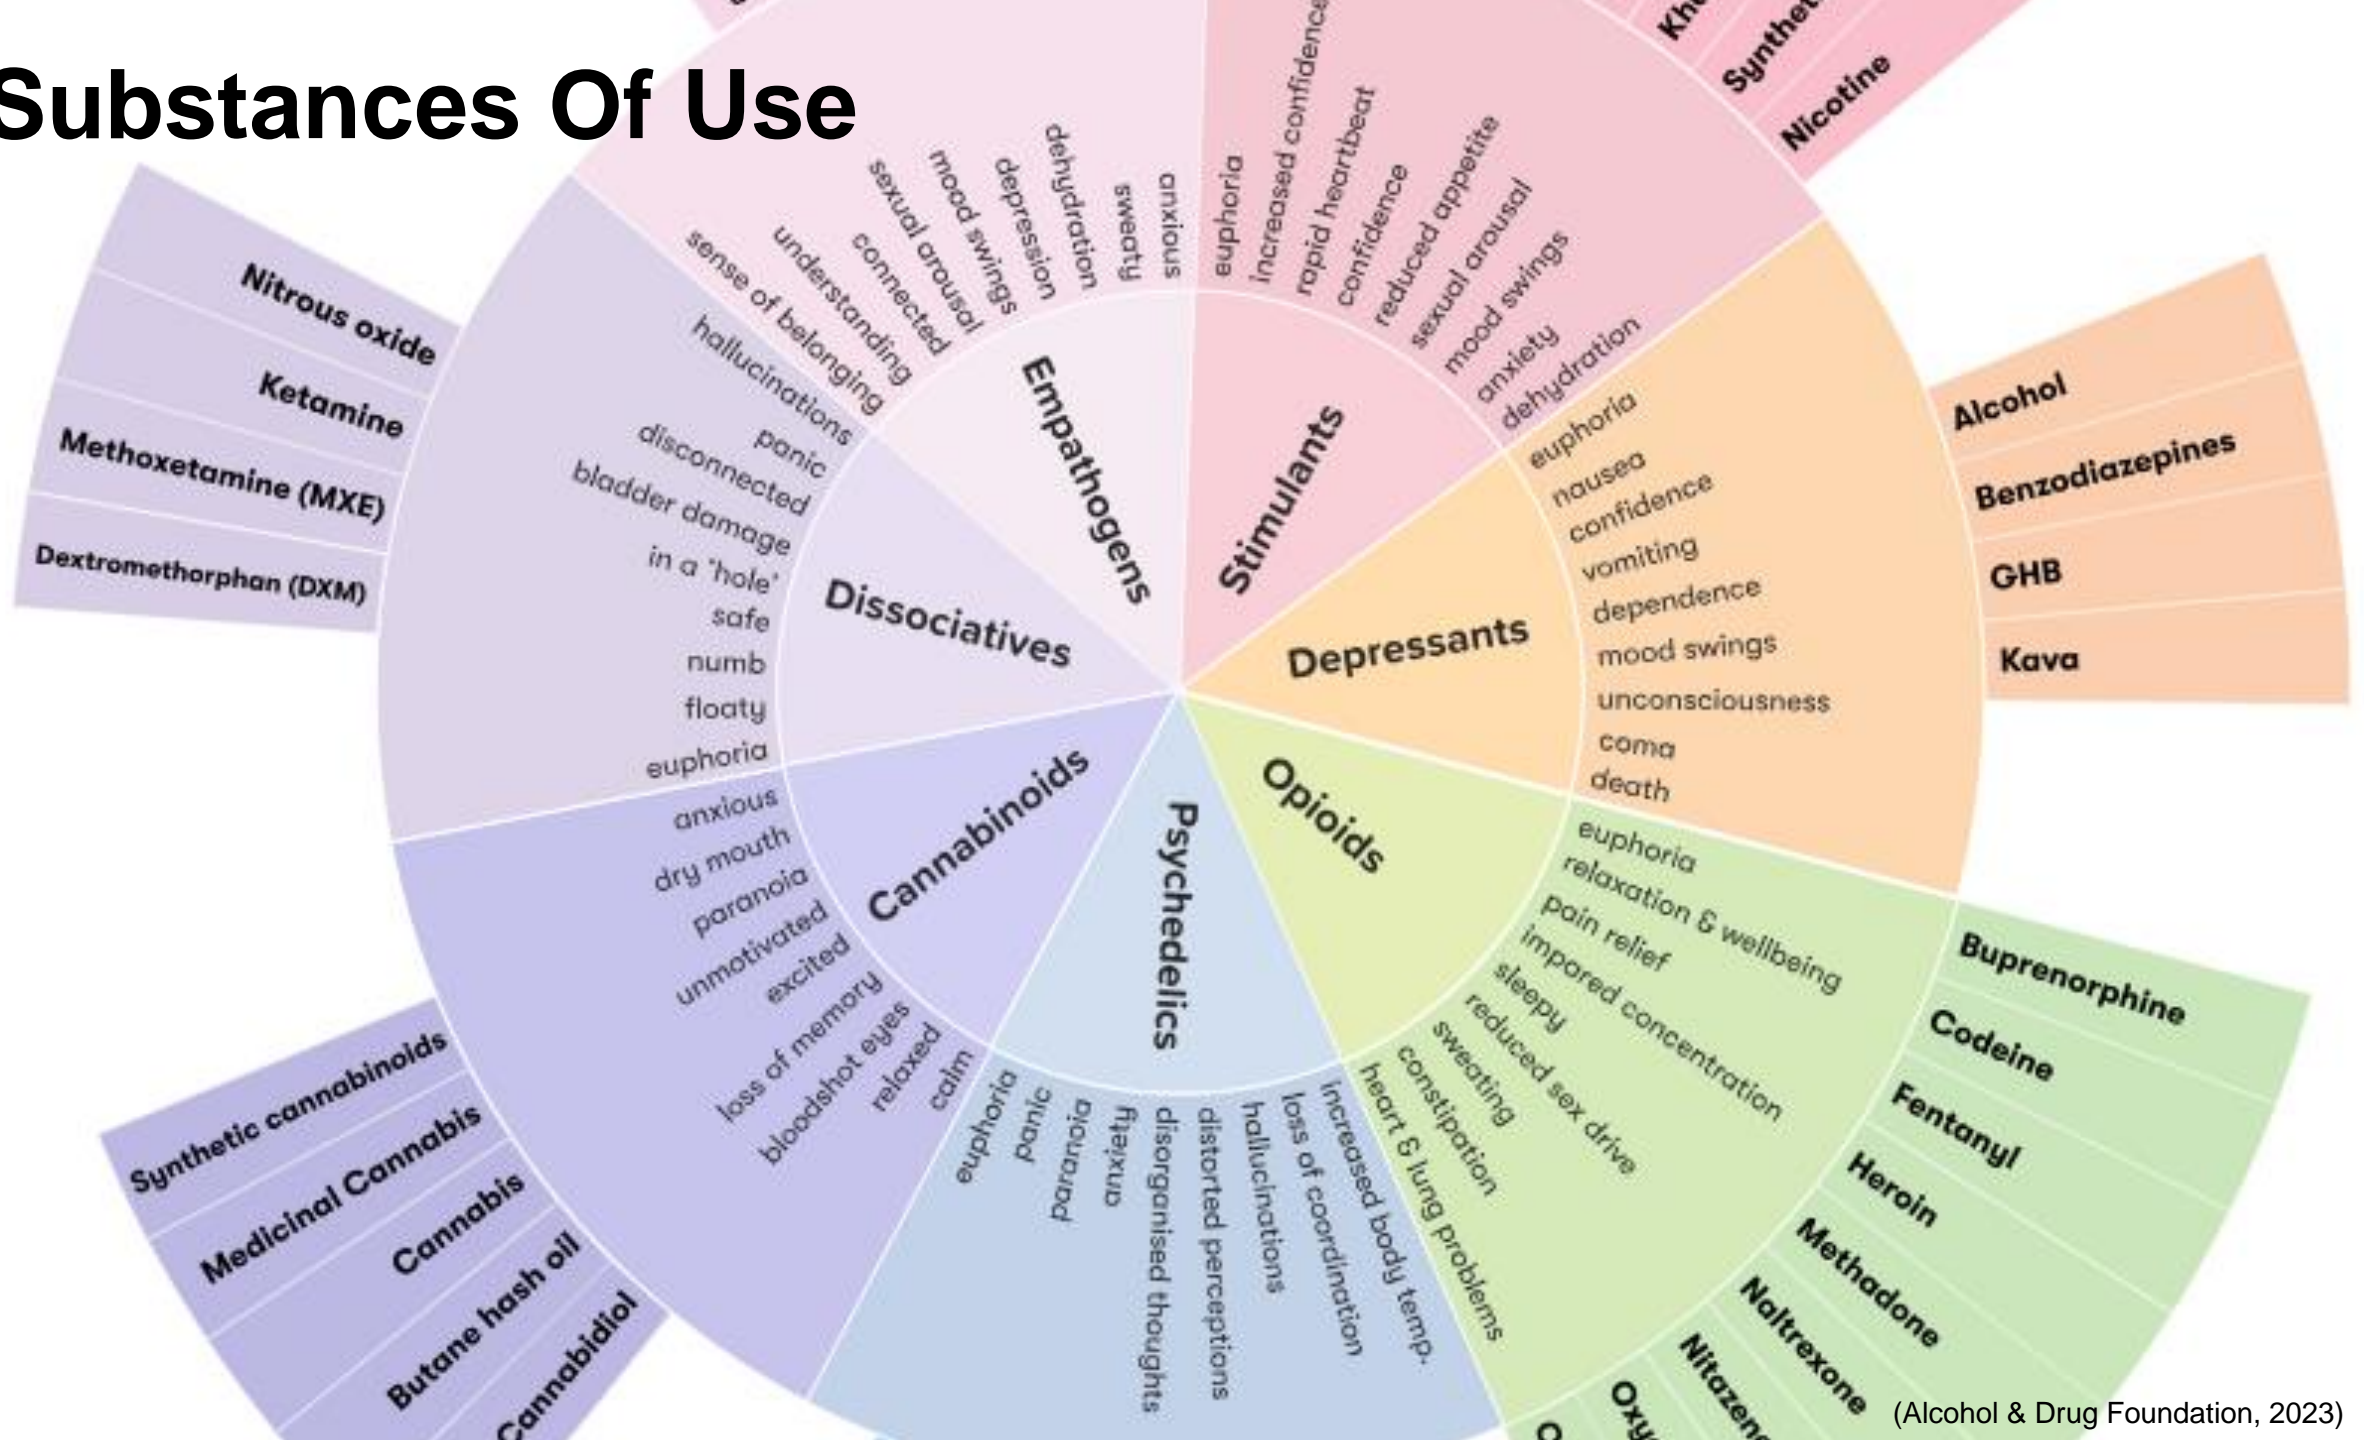 Substances Of Use
Empathogens
sense of belonging
understanding
connected
sexual arousal
mood swings
depression
dehydration
sweaty
anxious
Stimulants
euphoria
increased confidence
rapid heartbeat
confidence
reduced appetite
sexual arousal
mood swings
anxiety
dehydration
Nicotine
Depressants
euphoria
nausea
confidence
vomiting
dependence
mood swings
unconsciousness
coma
death
Alcohol
Benzodiazepines
GHB
Kava
Opioids
euphoria
relaxation & wellbeing
pain relief
impared concentration
sleepy
reduced sex drive
sweating
constipation
heart & lung problems
Buprenorphine
Codeine
Fentanyl
Heroin
Methadone
Naltrexone
Psychedelics
increased body temp.
loss of coordination
hallucinations
distorted perceptions
disorganised thoughts
anxiety
paranoia
panic
euphoria
Cannabinoids
calm
relaxed
bloodshot eyes
loss of memory
excited
unmotivated
paranoia
dry mouth
anxious
Cannabidiol
Butane hash oil
Cannabis
Medicinal Cannabis
Synthetic cannabinoids
Dissociatives
euphoria
floaty
numb
safe
in a 'hole'
bladder damage
disconnected
panic
hallucinations
Dextromethorphan (DXM)
Methoxetamine (MXE)
Ketamine
Nitrous oxide
(Alcohol & Drug Foundation, 2023)